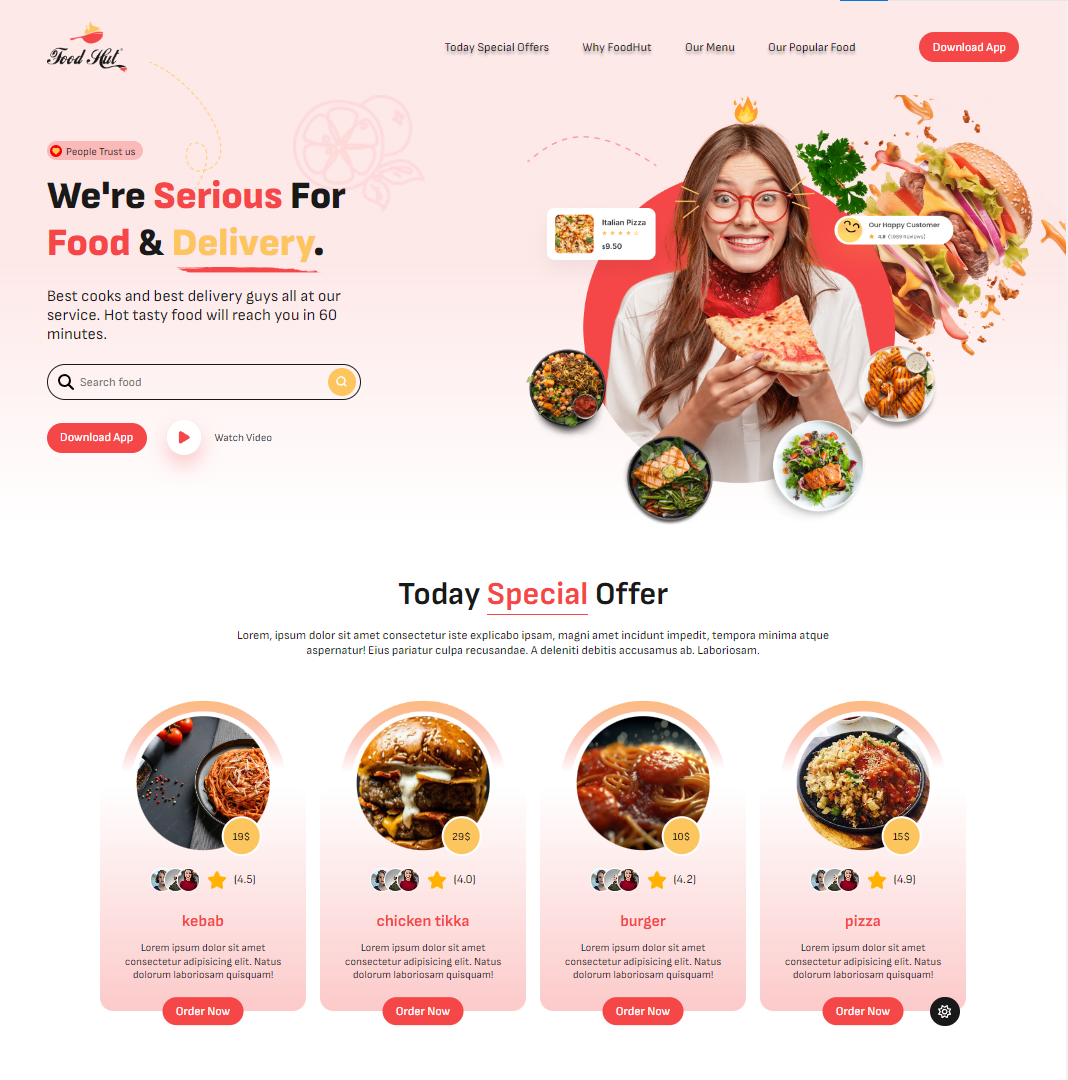 Food Hut
Today Special Offers
Why FoodHut
Our Menu
Our Popular Food
Download App
People Trust us
We're Serious For
Food & Delivery.
Best cooks and best delivery guys all at our
service. Hot tasty food will reach you in 60
minutes.
Search food
Download App
Watch Video
Italian Pizza
$9.50
Our Happy Customer
4.8
Today Special Offer
Lorem, ipsum dolor sit amet consectetur iste explicabo ipsam, magni amet incidunt impedit, tempora minima atque
aspernatur! Eius pariatur culpa recusandae. A deleniti debitis accusamus ab. Laboriosam.
19$
(4.5)
kebab
Lorem ipsum dolor sit amet
consectetur adipisicing elit. Natus
dolorum laboriosam quisquam!
Order Now
29$
(4.0)
chicken tikka
Lorem ipsum dolor sit amet
consectetur adipisicing elit. Natus
dolorum laboriosam quisquam!
Order Now
10$
(4.2)
burger
Lorem ipsum dolor sit amet
consectetur adipisicing elit. Natus
dolorum laboriosam quisquam!
Order Now
15$
(4.9)
pizza
Lorem ipsum dolor sit amet
consectetur adipisicing elit. Natus
dolorum laboriosam quisquam!
Order Now